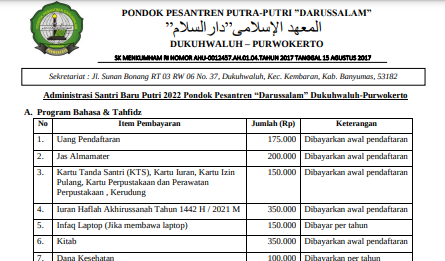 PONDOK PESANTREN PUTRA-PUTRI "DARUSSALAM"
المعهد الإسلامى"دار السلام"
DUKUHWALUH – PURWOKERTO
SK MENKUMHAM RI NOMOR AHU-0012457.AH.01.04.TAHUN 2017 TANGGAL 15 AGUSTUS 2017
Sekretariat : Jl. Sunan Bonang RT 03 RW 06 No. 37, Dukuhwaluh, Kec. Kembaran, Kab. Banyumas, 53182
Administrasi Santri Baru Putri 2022 Pondok Pesantren "Darussalam" Dukuhwaluh-Purwokerto
A. Program Bahasa & Tahfidz
No Item Pembayaran Jumlah (Rp) Keterangan
1. Uang Pendaftaran 175.000 Dibayarkan awal pendaftaran
2. Jas Almamater 200.000 Dibayarkan awal pendaftaran
3. Kartu Tanda Santri (KTS), Kartu Iuran, Kartu Izin 150.000 Dibayarkan awal pendaftaran
Pulang, Kartu Perpustakaan dan Perawatan
Perpustakaan , Kerudung
4. Iuran Haflah Akhirussanah Tahun 1442 H / 2021 M 350.000 Dibayarkan awal pendaftaran
5. Infaq Laptop (Jika membawa laptop) 150.000 Dibayar per tahun
6. Kitab 350.000 Dibayarkan awal pendaftaran
7. Dana Kesehatan 100.000 Dibayarkan per tahun